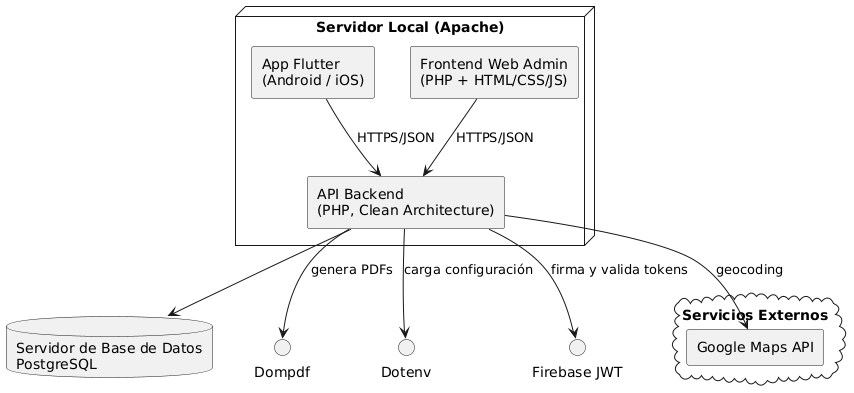 Servidor Local (Apache)
App Flutter
(Android / iOS)
Frontend Web Admin
(PHP + HTML/CSS/JS)
HTTPS/JSON
HTTPS/JSON
API Backend
(PHP, Clean Architecture)
genera PDFs
carga configuración
firma y valida tokens
geocoding
Servidor de Base de Datos
PostgreSQL
Dompdf
Dotenv
Firebase JWT
Servicios Externos
Google Maps API